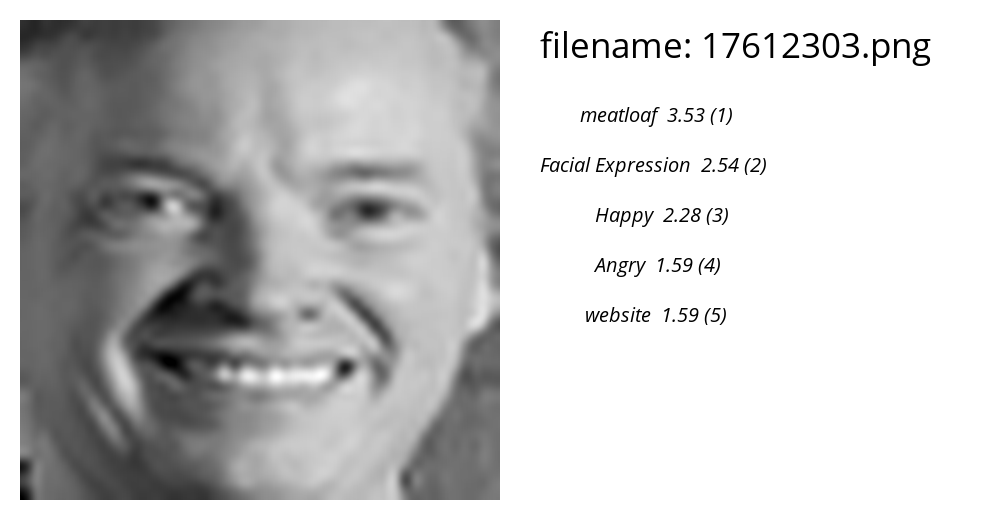 filename: 17612303.png
meatloaf 3.53 (1)
Facial Expression 2.54 (2)
Happy 2.28 (3)
Angry 1.59 (4)
website 1.59 (5)